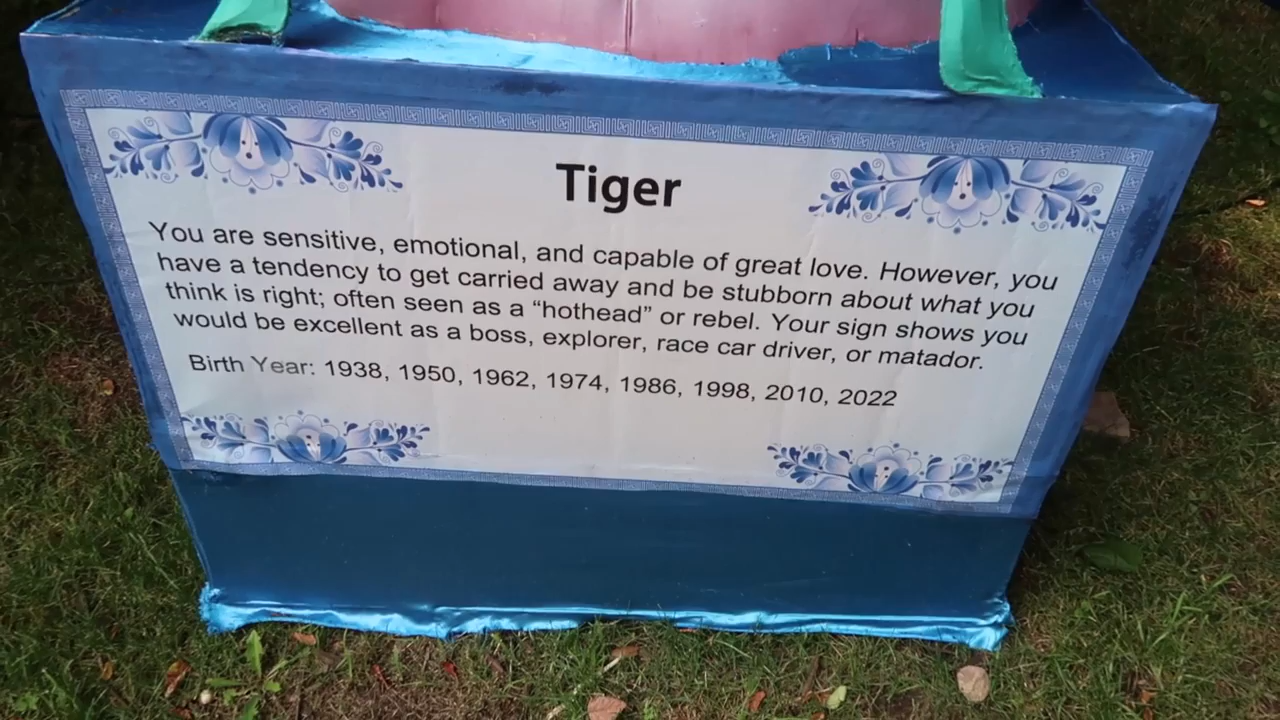 Tiger
You are sensitive, emotional, and capable of great love. However, you
have a tendency to get carried away and be stubborn about what you
think is right; often seen as a “hothead” or rebel. Your sign shows you
would be excellent as a boss, explorer, race car driver, or matador.
Birth Year: 1938, 1950, 1962, 1974, 1986, 1998, 2010, 2022